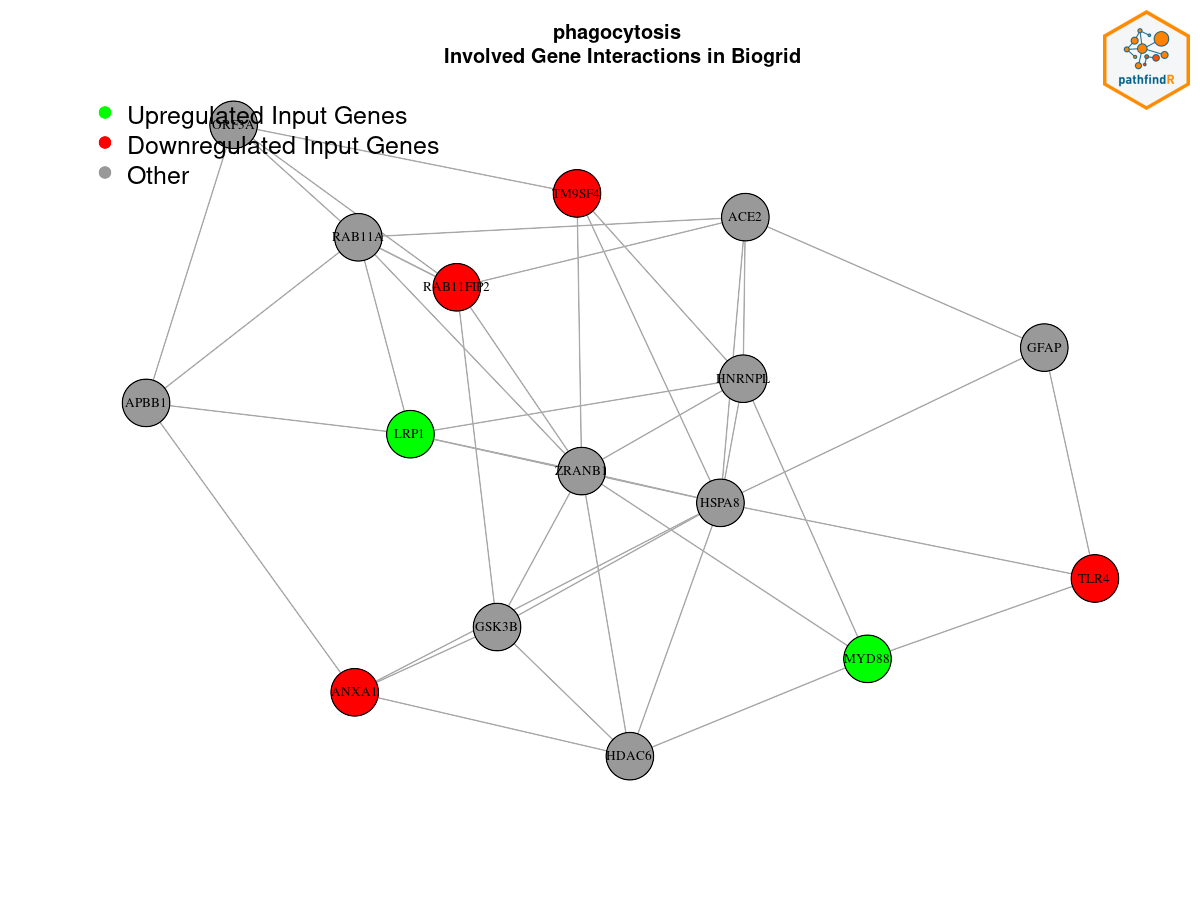 phagocytosis
Involved Gene Interactions in Biogrid
pathfindR
Upregulated Input Genes
Downregulated Input Genes
Other
ORF3A
TM9SF4
ACE2
RAB11A
RAB11FIP2
GFAP
HNRNPL
APBB1
LRP1
ZRANB1
HSPA8
TLR4
GSK3B
MYD88
ANXA1
HDAC6